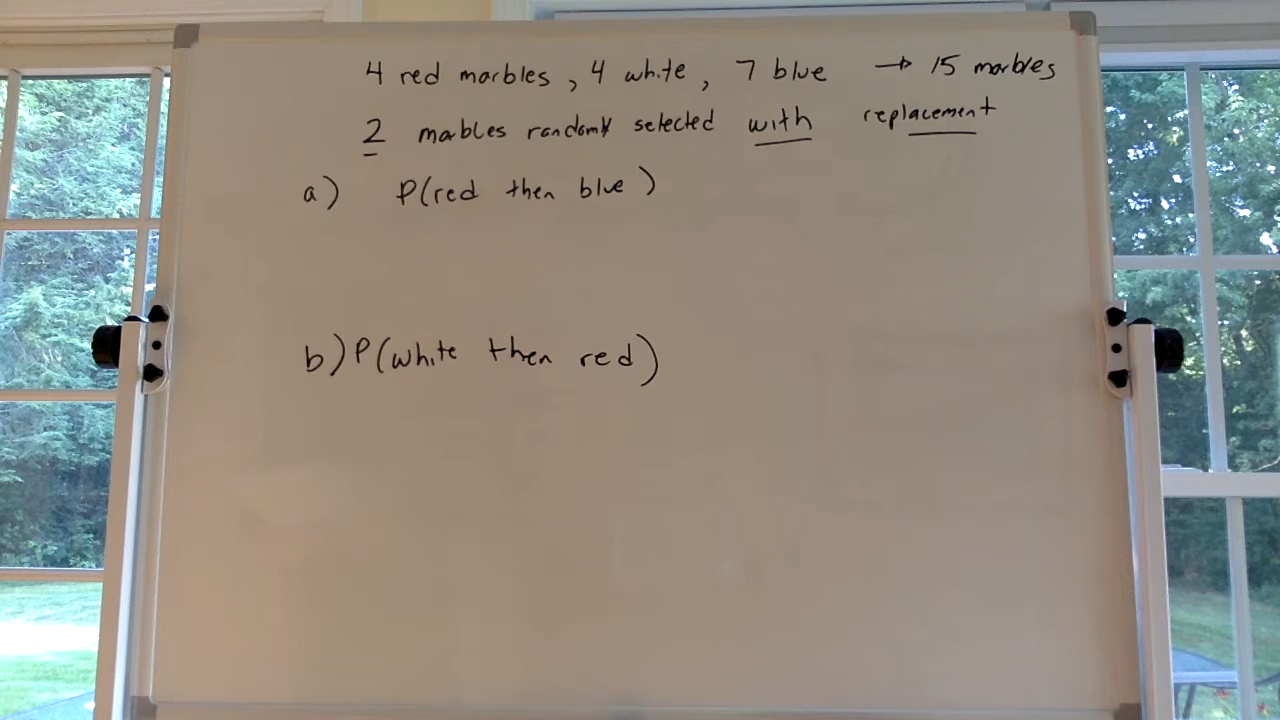 4 red marbles, 4 white, 7 blue → 15 marbles
2 marbles randomly selected with replacement
a) P(red then blue)
b) P(white then red)